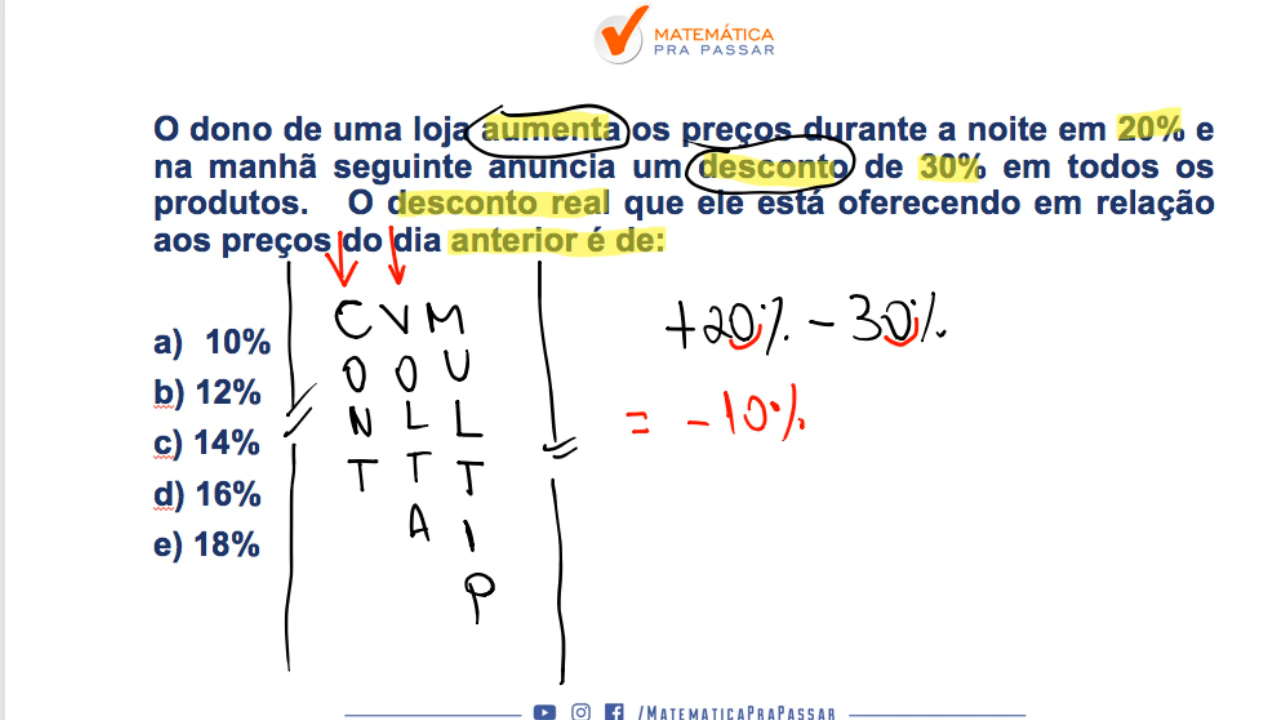 MATEMÁTICA
PRA PASSAR
O dono de uma loja aumenta os preços durante a noite em 20% e
na manhã seguinte anuncia um desconto de 30% em todos os
produtos. O desconto real que ele está oferecendo em relação
aos preços do dia anterior é de:
a) 10%
b) 12%
c) 14%
d) 16%
e) 18%
C V M
O O U
N L L
T T T
A I
P
+20% - 30%.
= - 10%
/MATEMATICAPRAPASSAR